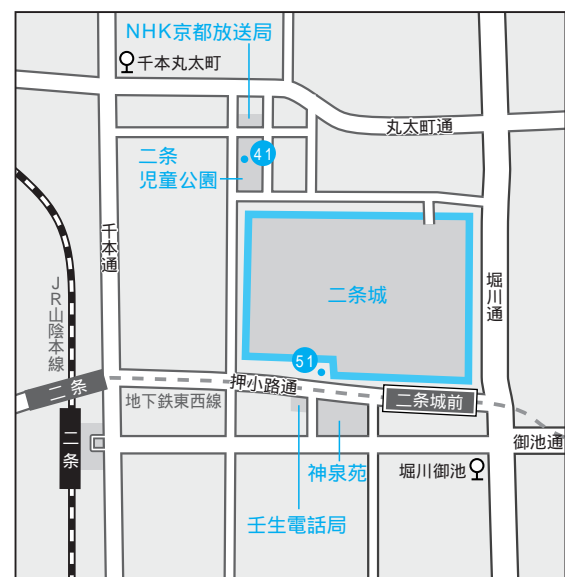 NHK京都放送局
千本丸太町
丸太町通
二条
児童公園
41
千本通
JR山陰本線
二条城
堀川通
51
押小路通
二条
地下鉄東西線
二条城前
二条
御池通
神泉苑
堀川御池
壬生電話局